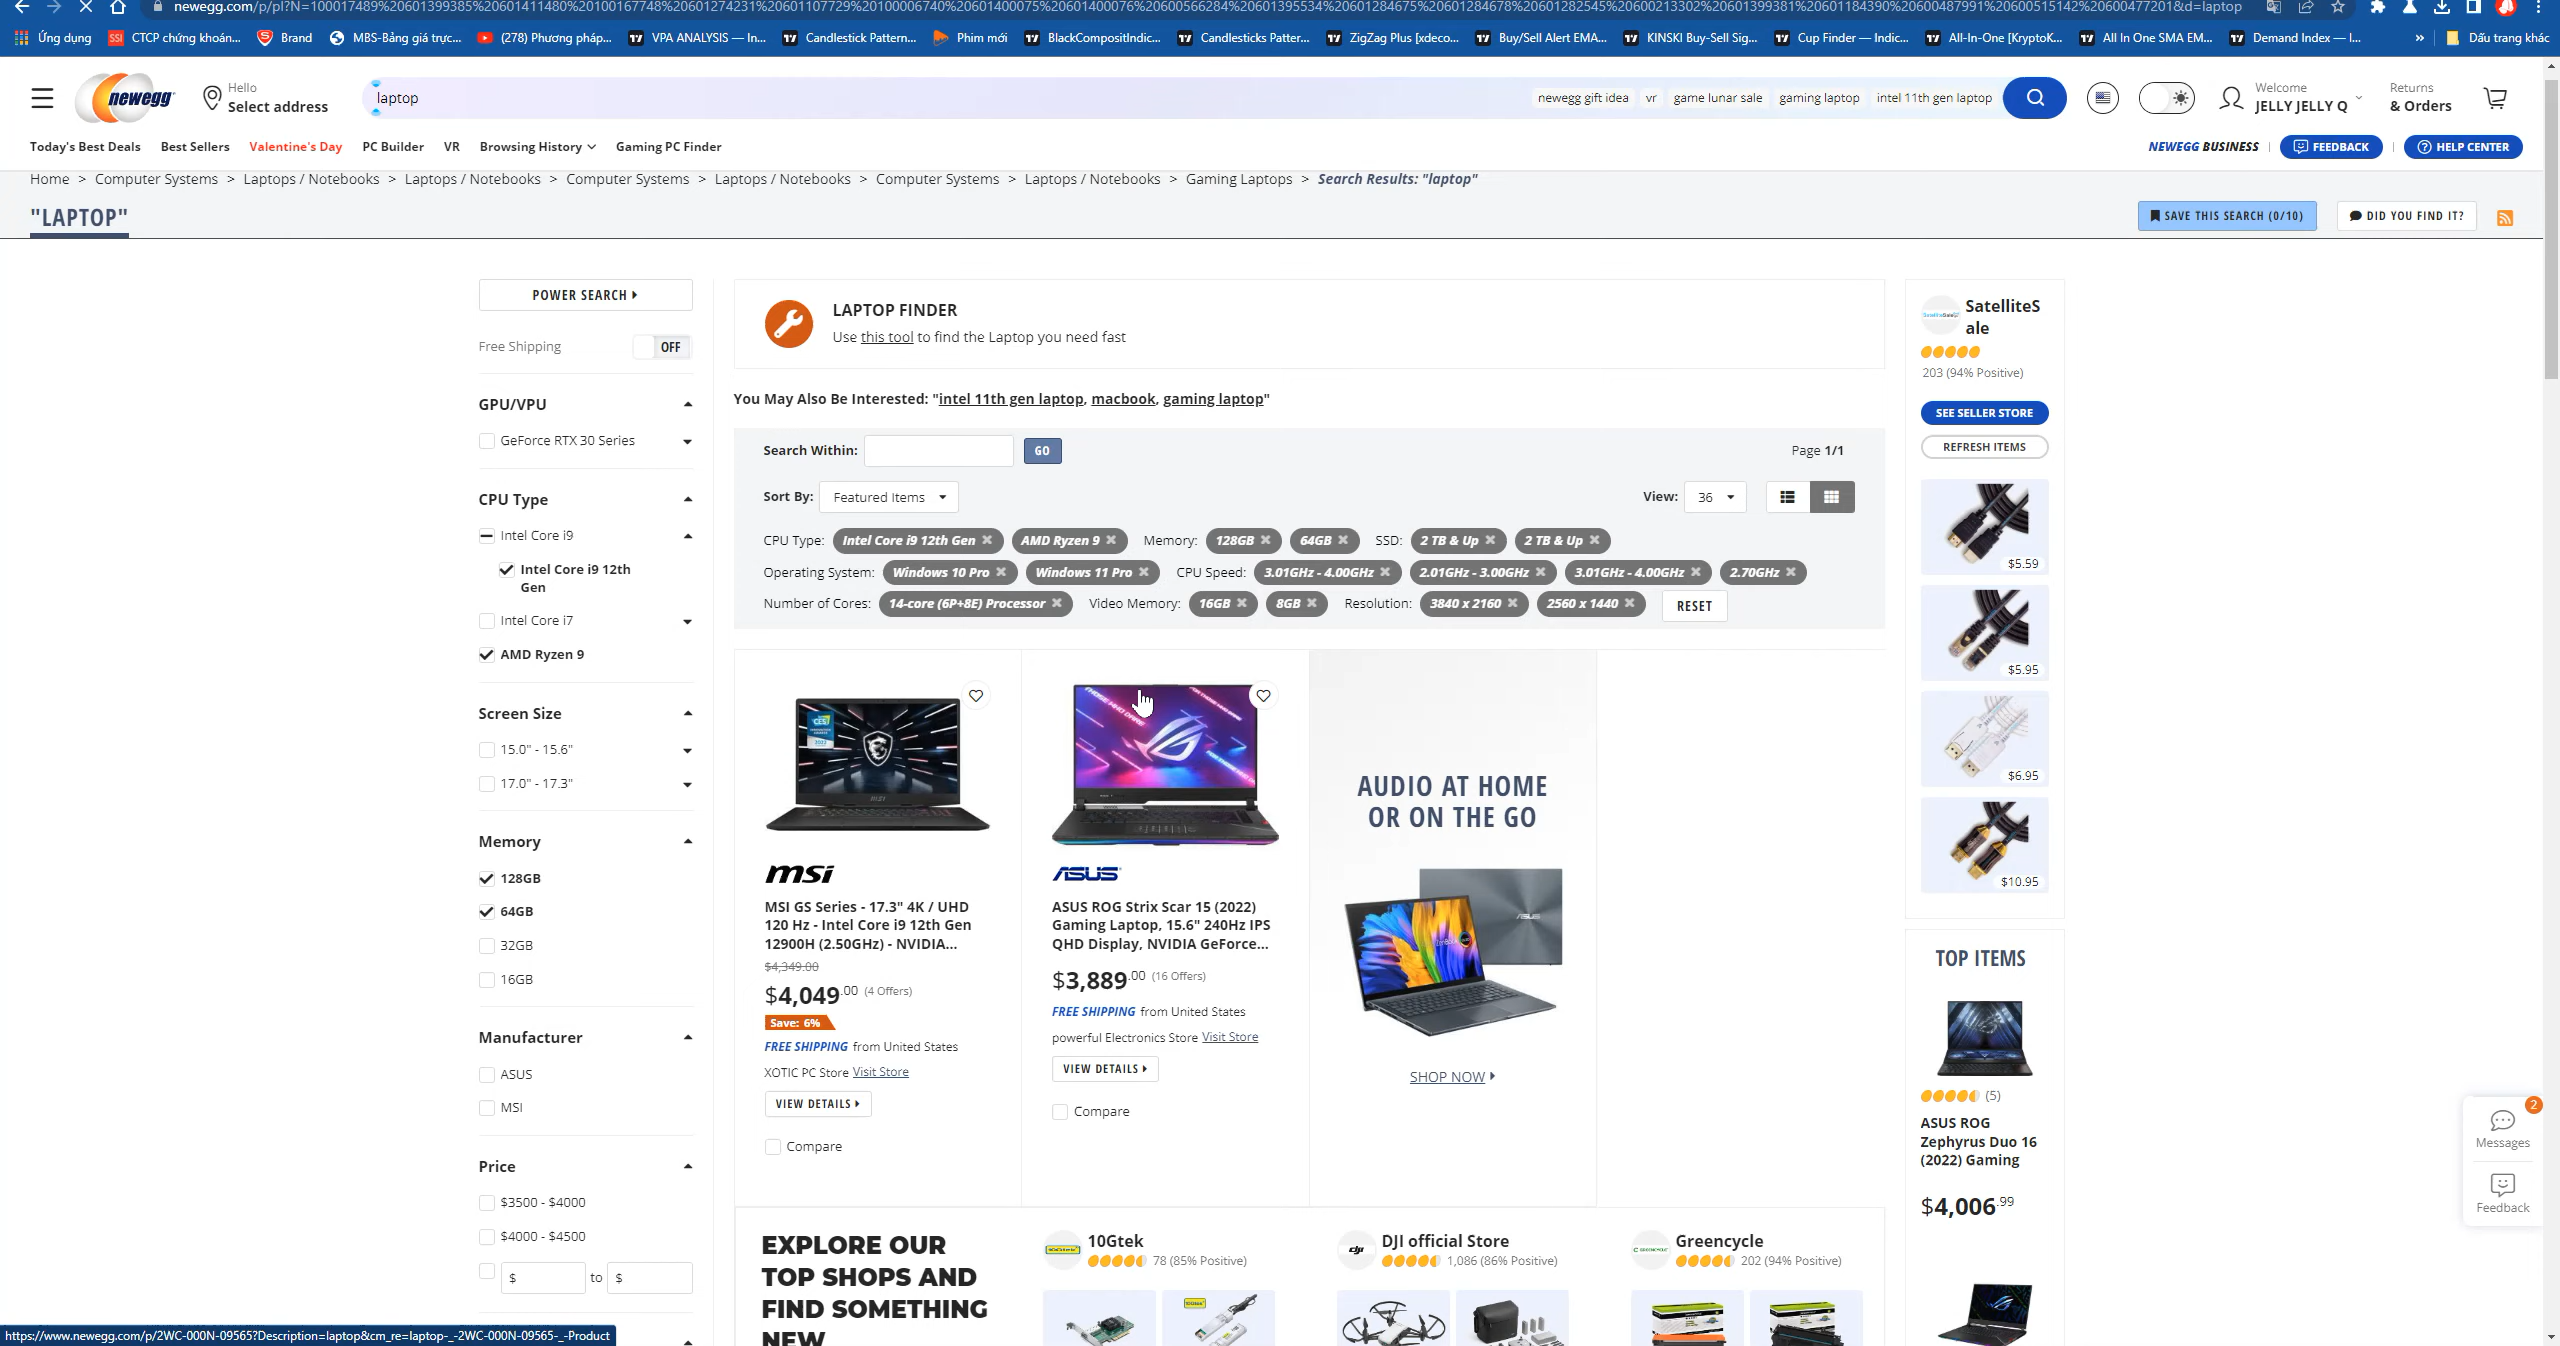 newegg.com/p/pl?N=100017489%20601399385%20601411480%20100167748%20601274231%20601107729%20100006740%20601400075%20601400076%20600566284%20601395534%20601284675%20601284678%20601282545%20600213302%20601399381%20601184390%20600487991%20600515142%20600477201&d=laptop
Ứng dụng
CTCP chứng khoán...
Brand
MBS-Bảng giá trực...
(278) Phương pháp...
VPA ANALYSIS — In...
Candlestick Pattern...
Phim mới
BlackCompositIndic...
Candlesticks Patter...
ZigZag Plus [xdeco...
Buy/Sell Alert EMA...
KINSKI Buy-Sell Sig...
Cup Finder — Indic...
All-In-One [KryptoK...
All In One SMA EM...
Demand Index — I...
»
Dấu trang khác
newegg
Hello
Select address
laptop
newegg gift idea
vr
game lunar sale
gaming laptop
intel 11th gen laptop
Welcome
JELLY JELLY Q
Returns
& Orders
Today's Best Deals
Best Sellers
Valentine's Day
PC Builder
VR
Browsing History
Gaming PC Finder
NEWEGG BUSINESS
FEEDBACK
HELP CENTER
Home > Computer Systems > Laptops / Notebooks > Laptops / Notebooks > Computer Systems > Laptops / Notebooks > Computer Systems > Laptops / Notebooks > Gaming Laptops > Search Results: "laptop"
"LAPTOP"
SAVE THIS SEARCH (0/10)
DID YOU FIND IT?
POWER SEARCH
Free Shipping
OFF
GPU/VPU
GeForce RTX 30 Series
CPU Type
Intel Core i9
Intel Core i9 12th
Gen
Intel Core i7
AMD Ryzen 9
Screen Size
15.0" - 15.6"
17.0" - 17.3"
Memory
128GB
64GB
32GB
16GB
Manufacturer
ASUS
MSI
Price
$3500 - $4000
$4000 - $4500
$ to $
LAPTOP FINDER
Use this tool to find the Laptop you need fast
You May Also Be Interested: "intel 11th gen laptop, macbook, gaming laptop"
Search Within:
GO
Page 1/1
Sort By: Featured Items
View: 36
CPU Type: Intel Core i9 12th Gen AMD Ryzen 9 Memory: 128GB 64GB SSD: 2 TB & Up 2 TB & Up
Operating System: Windows 10 Pro Windows 11 Pro CPU Speed: 3.01GHz - 4.00GHz 2.01GHz - 3.00GHz 3.01GHz - 4.00GHz 2.70GHz
Number of Cores: 14-core (6P+8E) Processor Video Memory: 16GB 8GB Resolution: 3840 x 2160 2560 x 1440 RESET
msi
MSI GS Series - 17.3" 4K / UHD
120 Hz - Intel Core i9 12th Gen
12900H (2.50GHz) - NVIDIA...
$4,349.00
$4,049.00 (4 Offers)
Save: 6%
FREE SHIPPING from United States
XOTIC PC Store Visit Store
VIEW DETAILS
Compare
ASUS
ASUS ROG Strix Scar 15 (2022)
Gaming Laptop, 15.6" 240Hz IPS
QHD Display, NVIDIA GeForce...
$3,889.00 (16 Offers)
FREE SHIPPING from United States
powerful Electronics Store Visit Store
VIEW DETAILS
Compare
AUDIO AT HOME
OR ON THE GO
SHOP NOW
EXPLORE OUR
TOP SHOPS AND
FIND SOMETHING
NEW
10Gtek
78 (85% Positive)
DJI official Store
1,086 (86% Positive)
Greencycle
202 (94% Positive)
SatelliteS
ale
203 (94% Positive)
SEE SELLER STORE
REFRESH ITEMS
$5.59
$5.95
$6.95
$10.95
TOP ITEMS
(5)
ASUS ROG
Zephyrus Duo 16
(2022) Gaming
$4,006.99
2
Messages
Feedback
https://www.newegg.com/p/2WC-000N-09565?Description=laptop&cm_re=laptop-_-2WC-000N-09565-_-Product